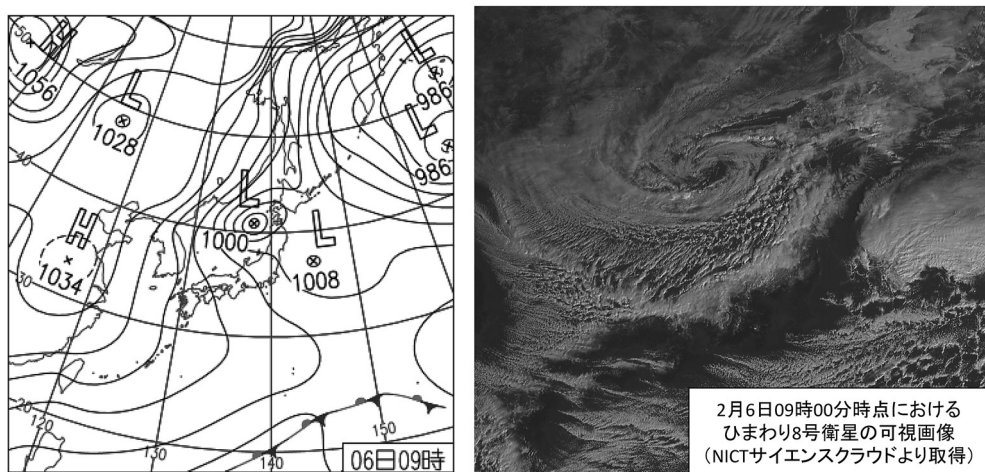 50
H
1056
L
1028
L
986
L
986
40
H
1034
L
1000
L
1008
30
20
120
130
140
150
06日09時
2月6日09時00分時点における
ひまわり8号衛星の可視画像
(NICTサイエンスクラウドより取得)